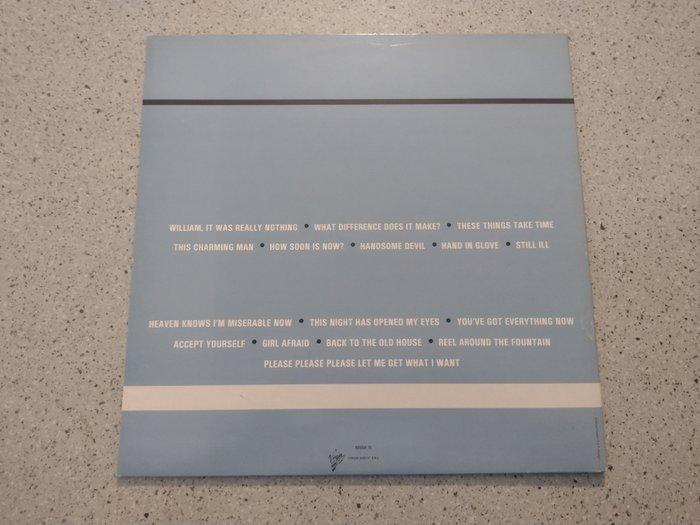 WILLIAM, IT WAS REALLY NOTHING • WHAT DIFFERENCE DOES IT MAKE? • THESE THINGS TAKE TIME
THIS CHARMING MAN • HOW SOON IS NOW? • HANDSOME DEVIL • HAND IN GLOVE • STILL ILL
HEAVEN KNOWS I'M MISERABLE NOW • THIS NIGHT HAS OPENED MY EYES • YOU'VE GOT EVERYTHING NOW
ACCEPT YOURSELF • GIRL AFRAID • BACK TO THE OLD HOUSE • REEL AROUND THE FOUNTAIN
PLEASE PLEASE PLEASE LET ME GET WHAT I WANT
Virgin